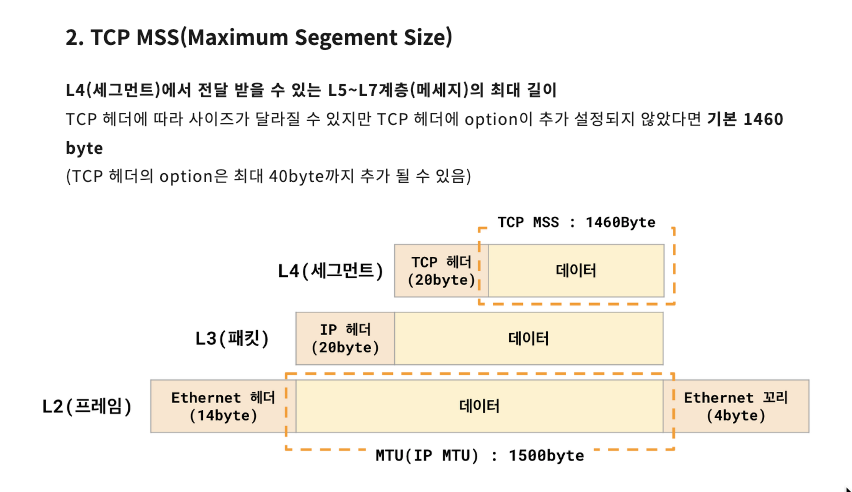 2. TCP MSS(Maximum Segement Size)
L4(세그먼트)에서 전달 받을 수 있는 L5~L7계층(메세지)의 최대 길이
TCP 헤더에 따라 사이즈가 달라질 수 있지만 TCP 헤더에 option이 추가 설정되지 않았다면 기본 1460
byte
(TCP 헤더의 option은 최대 40byte까지 추가 될 수 있음)
TCP MSS : 1460Byte
L4(세그먼트)
TCP 헤더
(20byte)
데이터
L3(패킷)
IP 헤더
(20byte)
데이터
L2(프레임)
Ethernet 헤더
(14byte)
데이터
Ethernet 꼬리
(4byte)
MTU(IP MTU) : 1500byte